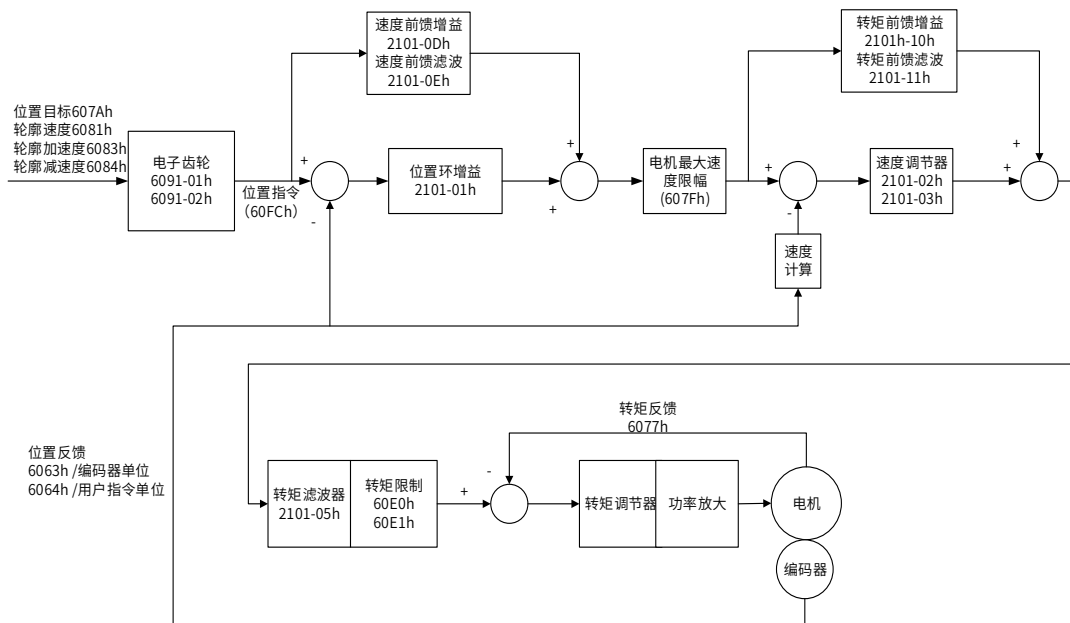 速度前馈增益
2101-0Dh
速度前馈滤波
2101-0Eh
转矩前馈增益
2101h-10h
转矩前馈滤波
2101-11h
位置目标607Ah
轮廓速度6081h
轮廓加速度6083h
轮廓减速度6084h
电子齿轮
6091-01h
6091-02h
位置指令
（60FCh）
+
-
位置环增益
2101-01h
+
+
电机最大速
度限幅
(607Fh)
+
-
速度调节器
2101-02h
2101-03h
+
+
速度
计算
位置反馈
6063h /编码器单位
6064h /用户指令单位
转矩反馈
6077h
转矩滤波器
2101-05h
转矩限制
60E0h
60E1h
+
-
转矩调节器
功率放大
电机
编码器